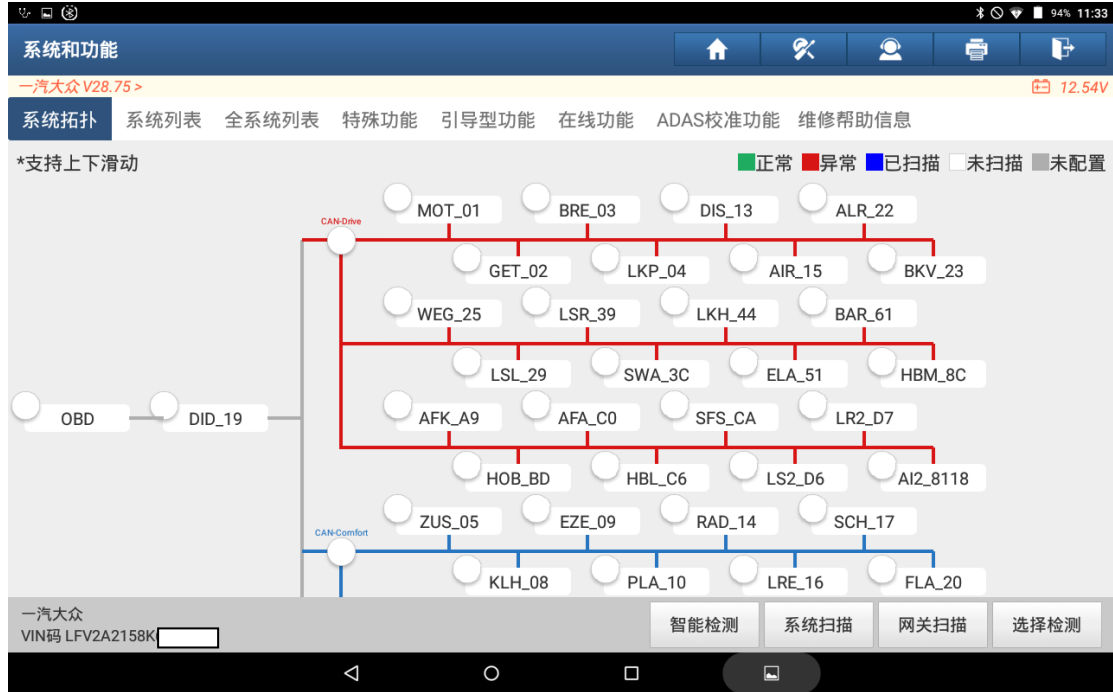 94% 11:33
系统和功能
一汽大众 V28.75 >
12.54V
系统拓扑 系统列表 全系统列表 特殊功能 引导型功能 在线功能 ADAS校准功能 维修帮助信息
*支持上下滑动
正常 异常 已扫描 未扫描 未配置
CAN-Drive
MOT_01 BRE_03 DIS_13 ALR_22
GET_02 LKP_04 AIR_15 BKV_23
WEG_25 LSR_39 LKH_44 BAR_61
LSL_29 SWA_3C ELA_51 HBM_8C
OBD DID_19
AFK_A9 AFA_C0 SFS_CA LR2_D7
HOB_BD HBL_C6 LS2_D6 AI2_8118
CAN-Comfort
ZUS_05 EZE_09 RAD_14 SCH_17
KLH_08 PLA_10 LRE_16 FLA_20
一汽大众
VIN码 LFV2A2158K
智能检测 系统扫描 网关扫描 选择检测